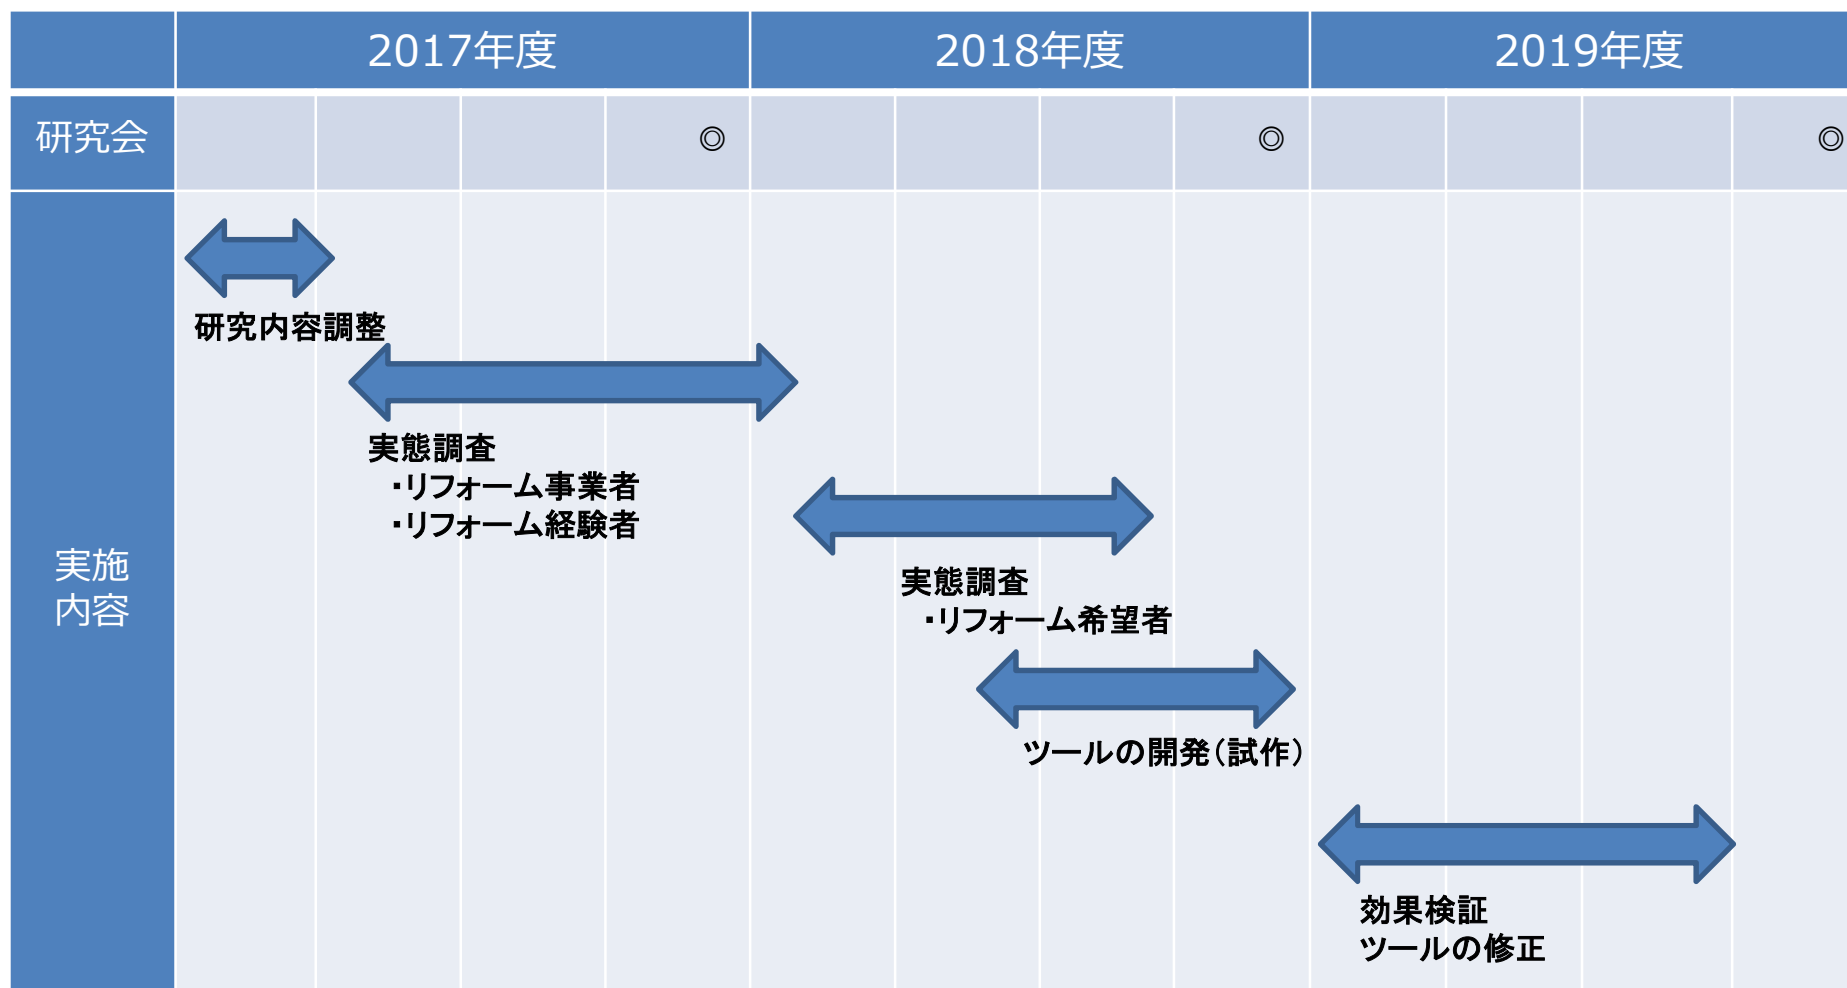 2017年度
2018年度
2019年度
研究会
◎
◎
◎
実施
内容
研究内容調整
実態調査
・リフォーム事業者
・リフォーム経験者
実態調査
・リフォーム希望者
ツールの開発（試作）
効果検証
ツールの修正